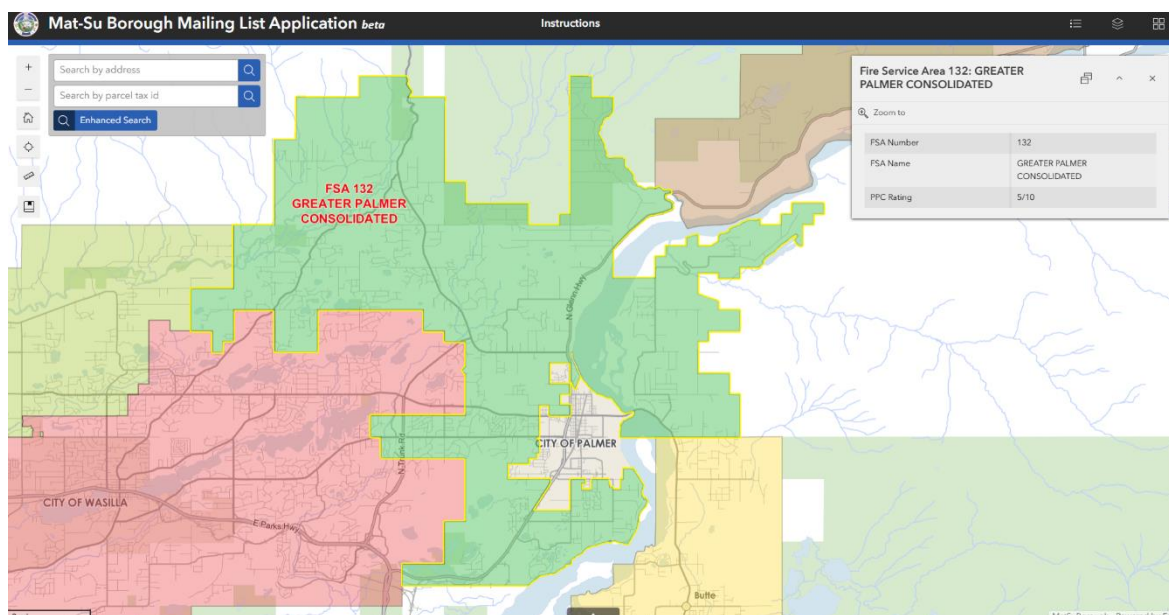 Mat-Su Borough Mailing List Application beta
Instructions
Search by address
Search by parcel tax id
Enhanced Search
Fire Service Area 132: GREATER
PALMER CONSOLIDATED
Zoom to
FSA Number 132
FSA Name GREATER PALMER
CONSOLIDATED
PPC Rating 5/10
FSA 132
GREATER PALMER
CONSOLIDATED
N Glenn Hwy
CITY OF PALMER
N Trunk Rd
CITY OF WASILLA
E Parks Hwy
Butte